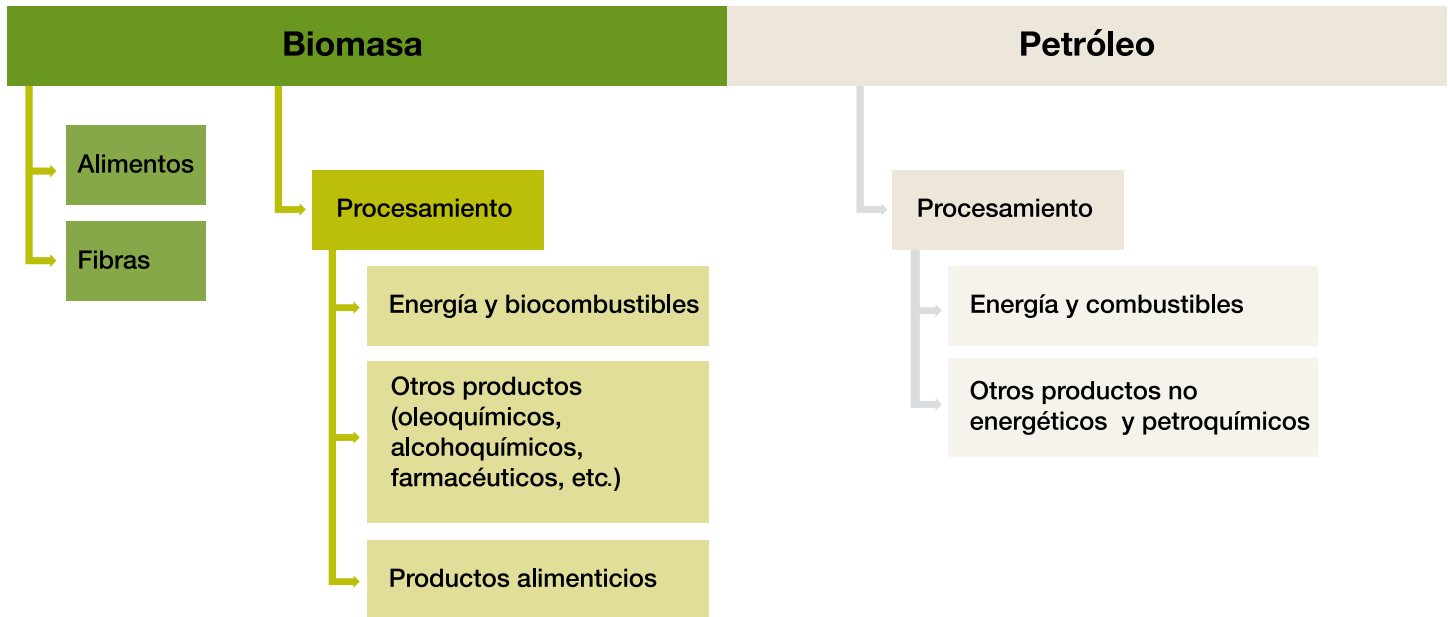 Biomasa
Petróleo
Alimentos
Fibras
Procesamiento
Energía y biocombustibles
Otros productos
(oleoquímicos,
alcohoquímicos,
farmacéuticos, etc.)
Productos alimenticios
Procesamiento
Energía y combustibles
Otros productos no
energéticos y petroquímicos